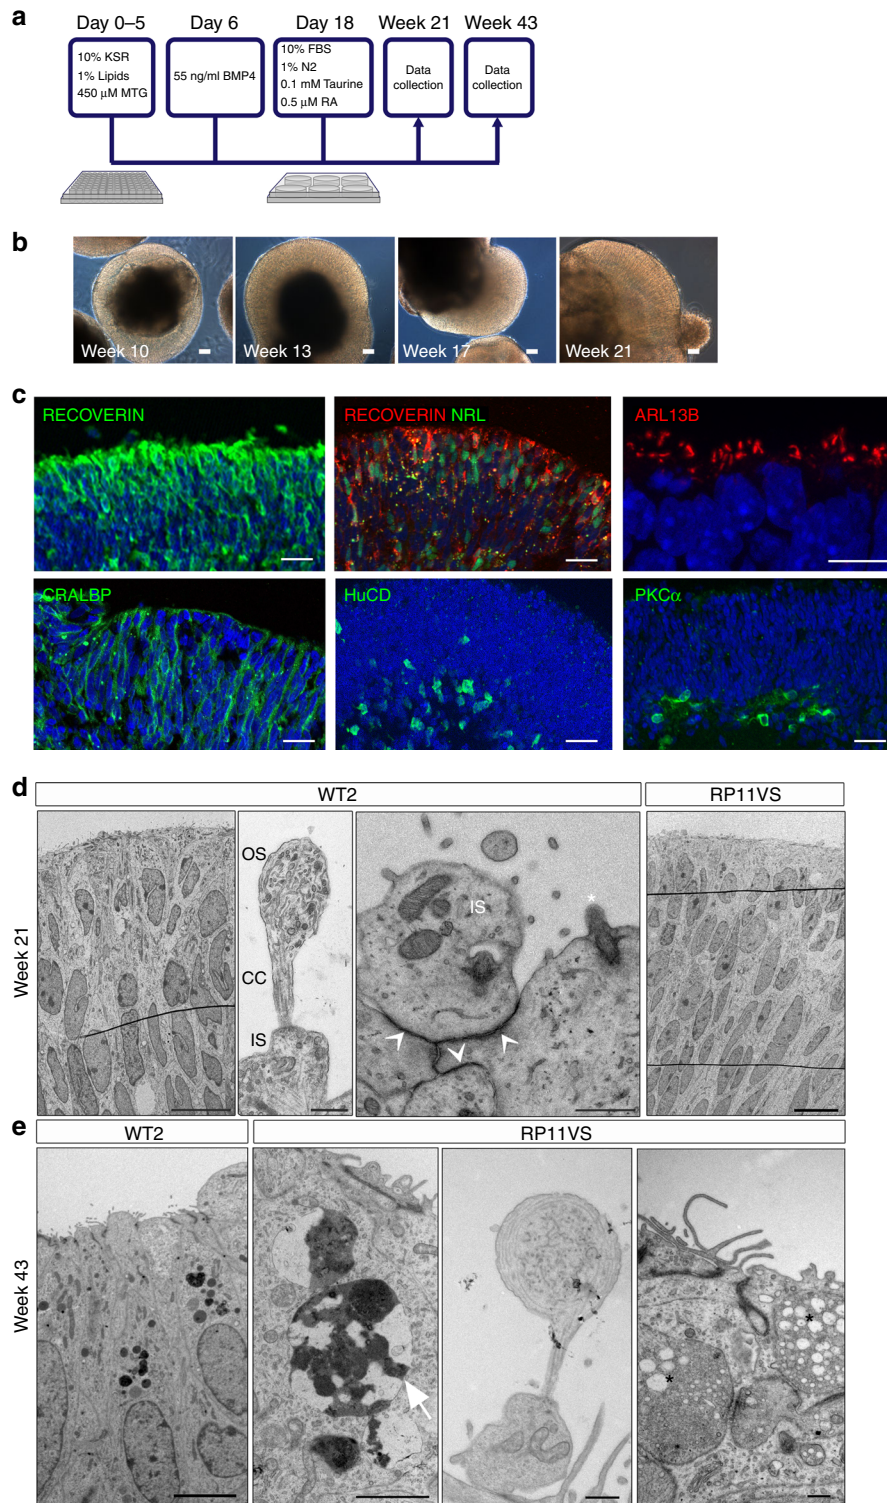 a
Day 0–5
Day 6
Day 18
Week 21
Week 43
10% KSR
1% Lipids
450 μM MTG
55 ng/ml BMP4
10% FBS
1% N2
0.1 mM Taurine
0.5 μM RA
Data
collection
Data
collection
b
Week 10
Week 13
Week 17
Week 21
c
RECOVERIN
RECOVERIN NRL
ARL13B
CRALBP
HuCD
PKCα
d
WT2
RP11VS
Week 21
OS
CC
IS
IS
*
e
WT2
RP11VS
Week 43
*
*